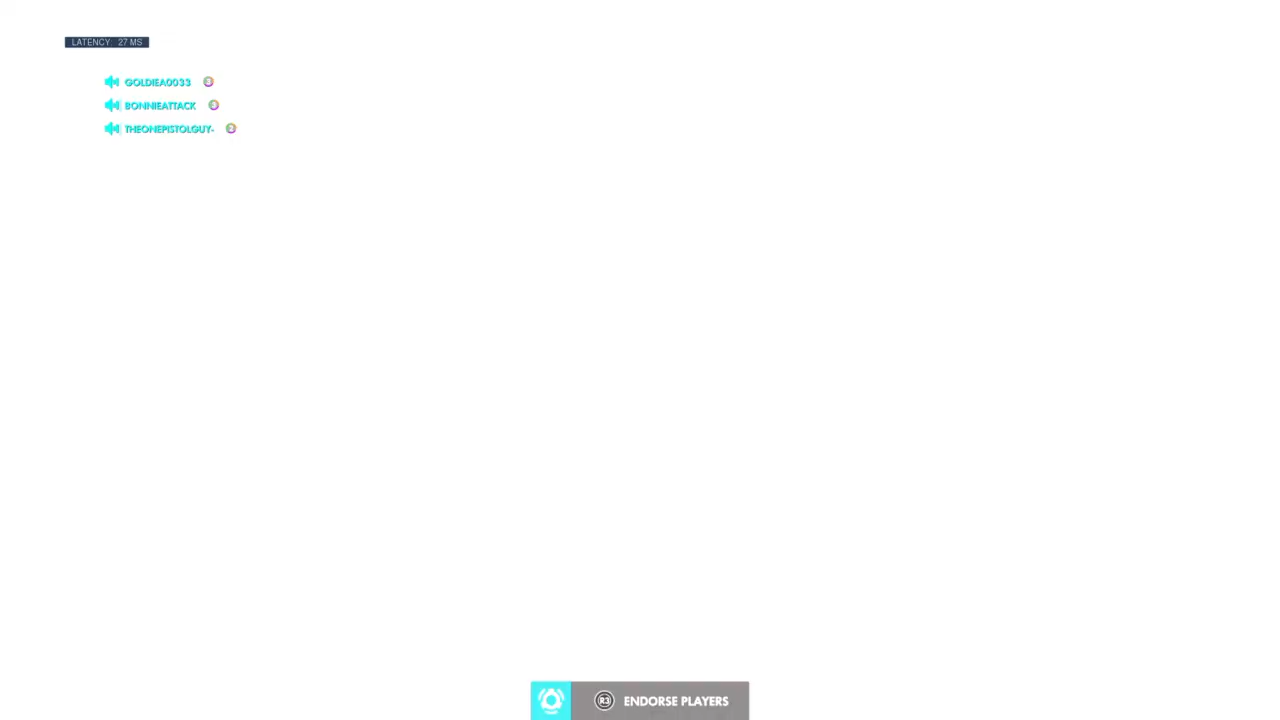 LATENCY: 27 MS
GOLDIEA0033
BONNIEATTACK
THEONEPISTOLGUY-
R3 ENDORSE PLAYERS